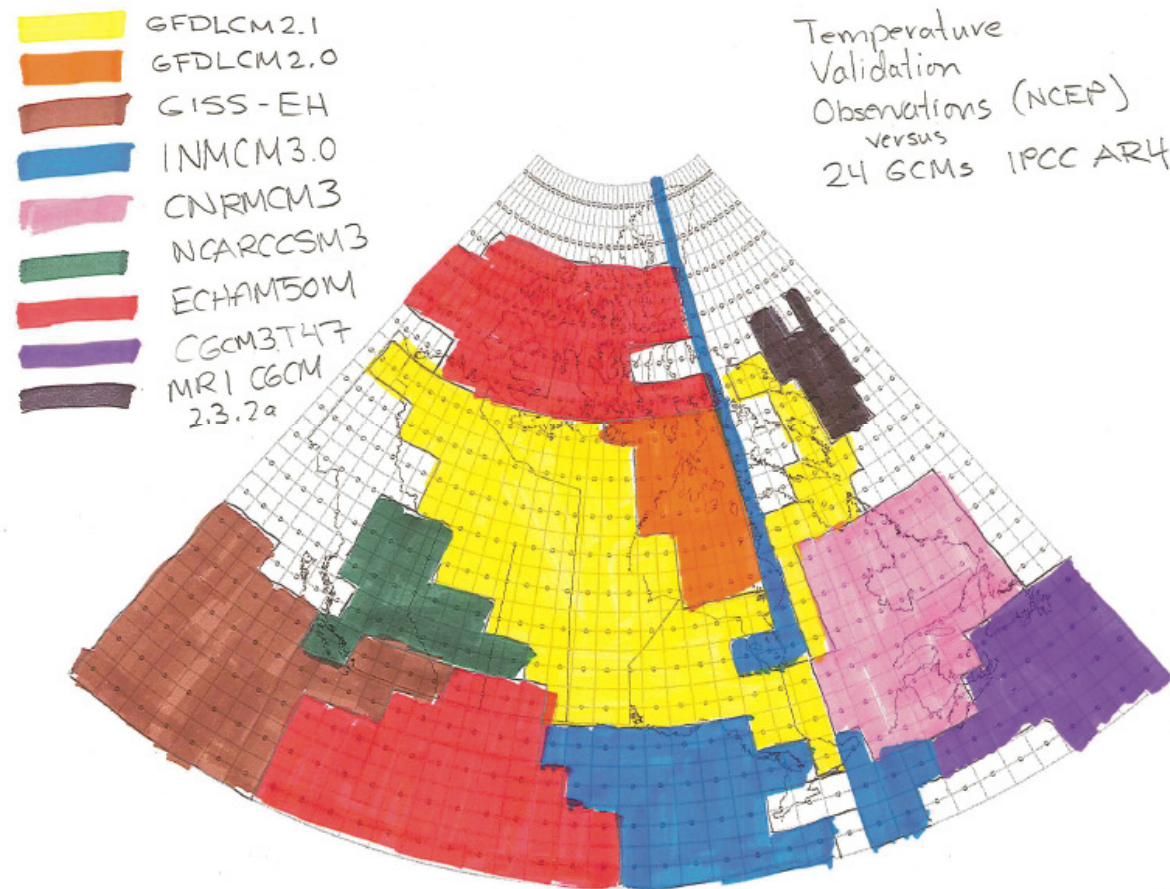 GFDLCM2.1
GFDLCM2.0
GISS-EH
INMCM3.0
CNRMCM3
NCARCCSM3
ECHAM5OM
CGCM3T47
MRI CGCM
2.3.2a
Temperature
Validation
Observations (NCEP)
versus
24 GCMs IPCC AR4